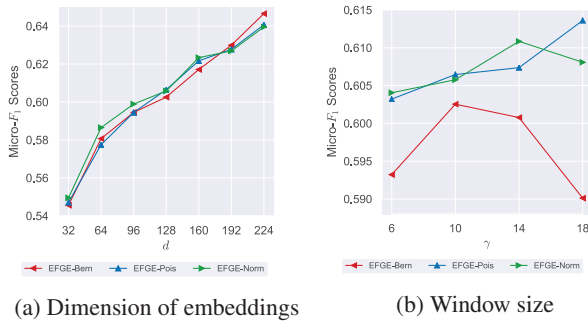 Micro-F₁ Scores
0.64
0.62
0.60
0.58
0.56
0.54
32 64 96 128 160 192 224
d
EFGE-Bern EFGE-Pois EFGE-Norm
(a) Dimension of embeddings
Micro-F₁ Scores
0.615
0.610
0.605
0.600
0.595
0.590
6 10 14 18
γ
EFGE-Bern EFGE-Pois EFGE-Norm
(b) Window size